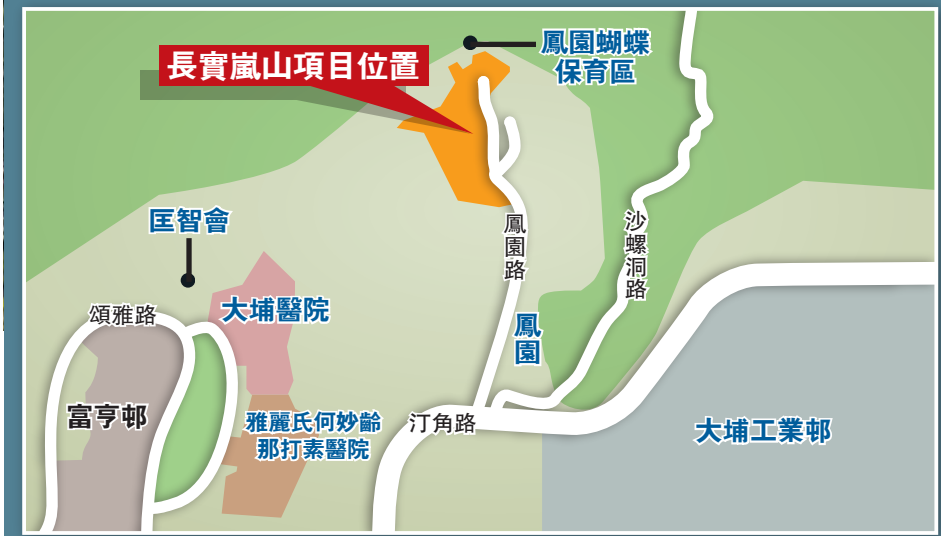 鳳園蝴蝶
保育區
長實嵐山項目位置
匡智會
鳳園路
沙螺洞路
大埔醫院
頌雅路
鳳園
富亨邨
雅麗氏何妙齡
那打素醫院
汀角路
大埔工業邨